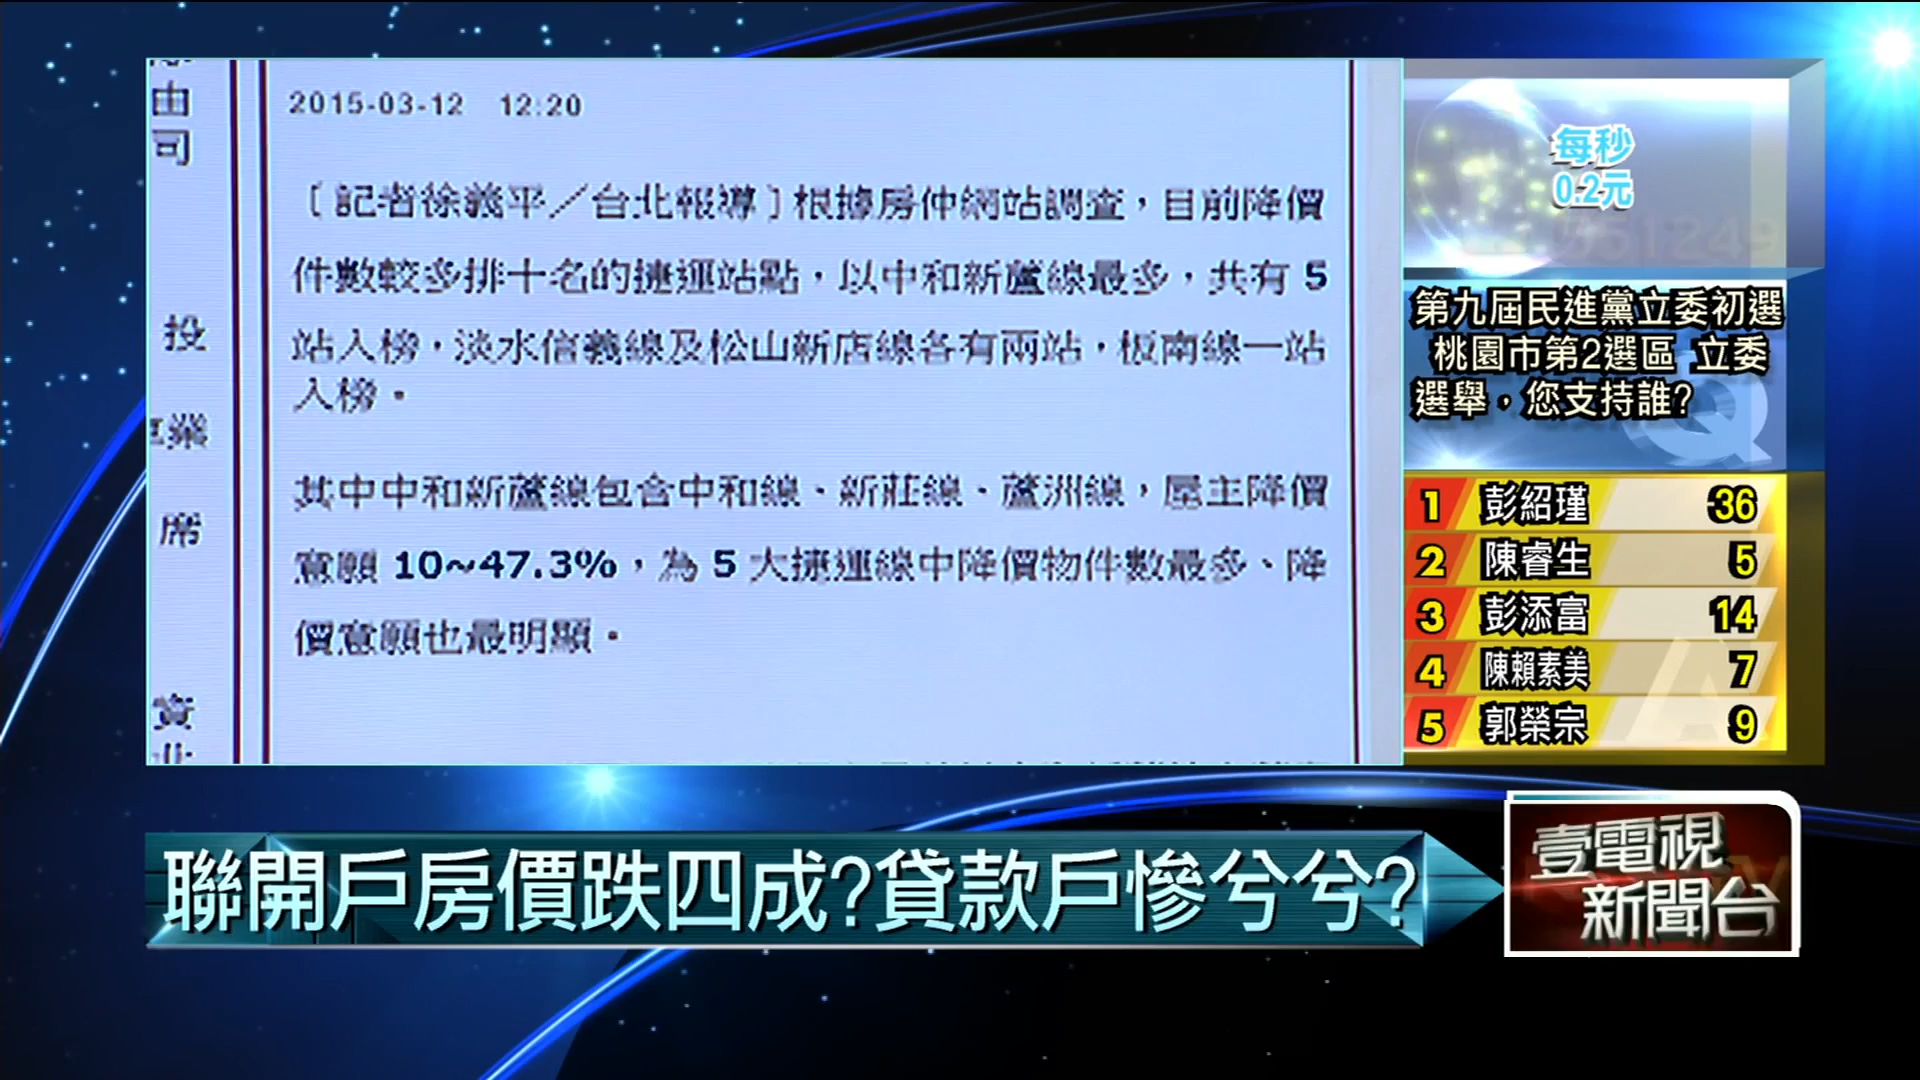 由
司
投
業
席
2015-03-12 12:20
〔記者徐義平／台北報導〕根據房仲網站調查，目前降價
件數較多排十名的捷運站點，以中和新蘆線最多，共有 5
站入榜，淡水信義線及松山新店線各有兩站，板南線一站
入榜。
其中中和新蘆線包含中和線、新莊線、蘆洲線，屋主降價
意願 10~47.3%，為 5 大捷運線中降價物件數最多、降
價意願也最明顯。
每秒
0.2元
第九屆民進黨立委初選
桃園市第2選區 立委
選舉，您支持誰?
1 彭紹瑾 36
2 陳睿生 5
3 彭添富 14
4 陳賴素美 7
5 郭榮宗 9
聯開戶房價跌四成?貸款戶慘兮兮?
壹電視
新聞台